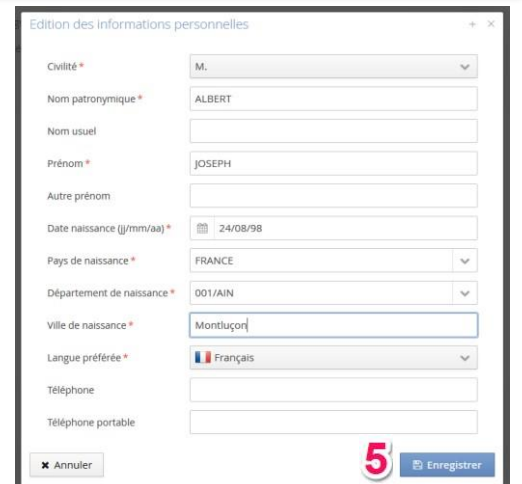 Edition des informations personnelles
Civilité * M.
Nom patronymique * ALBERT
Nom usuel
Prénom * JOSEPH
Autre prénom
Date naissance (jj/mm/aa) * 24/08/98
Pays de naissance * FRANCE
Département de naissance * 001/AIN
Ville de naissance * Montluçon
Langue préférée * Français
Téléphone
Téléphone portable
Annuler 5 Enregistrer